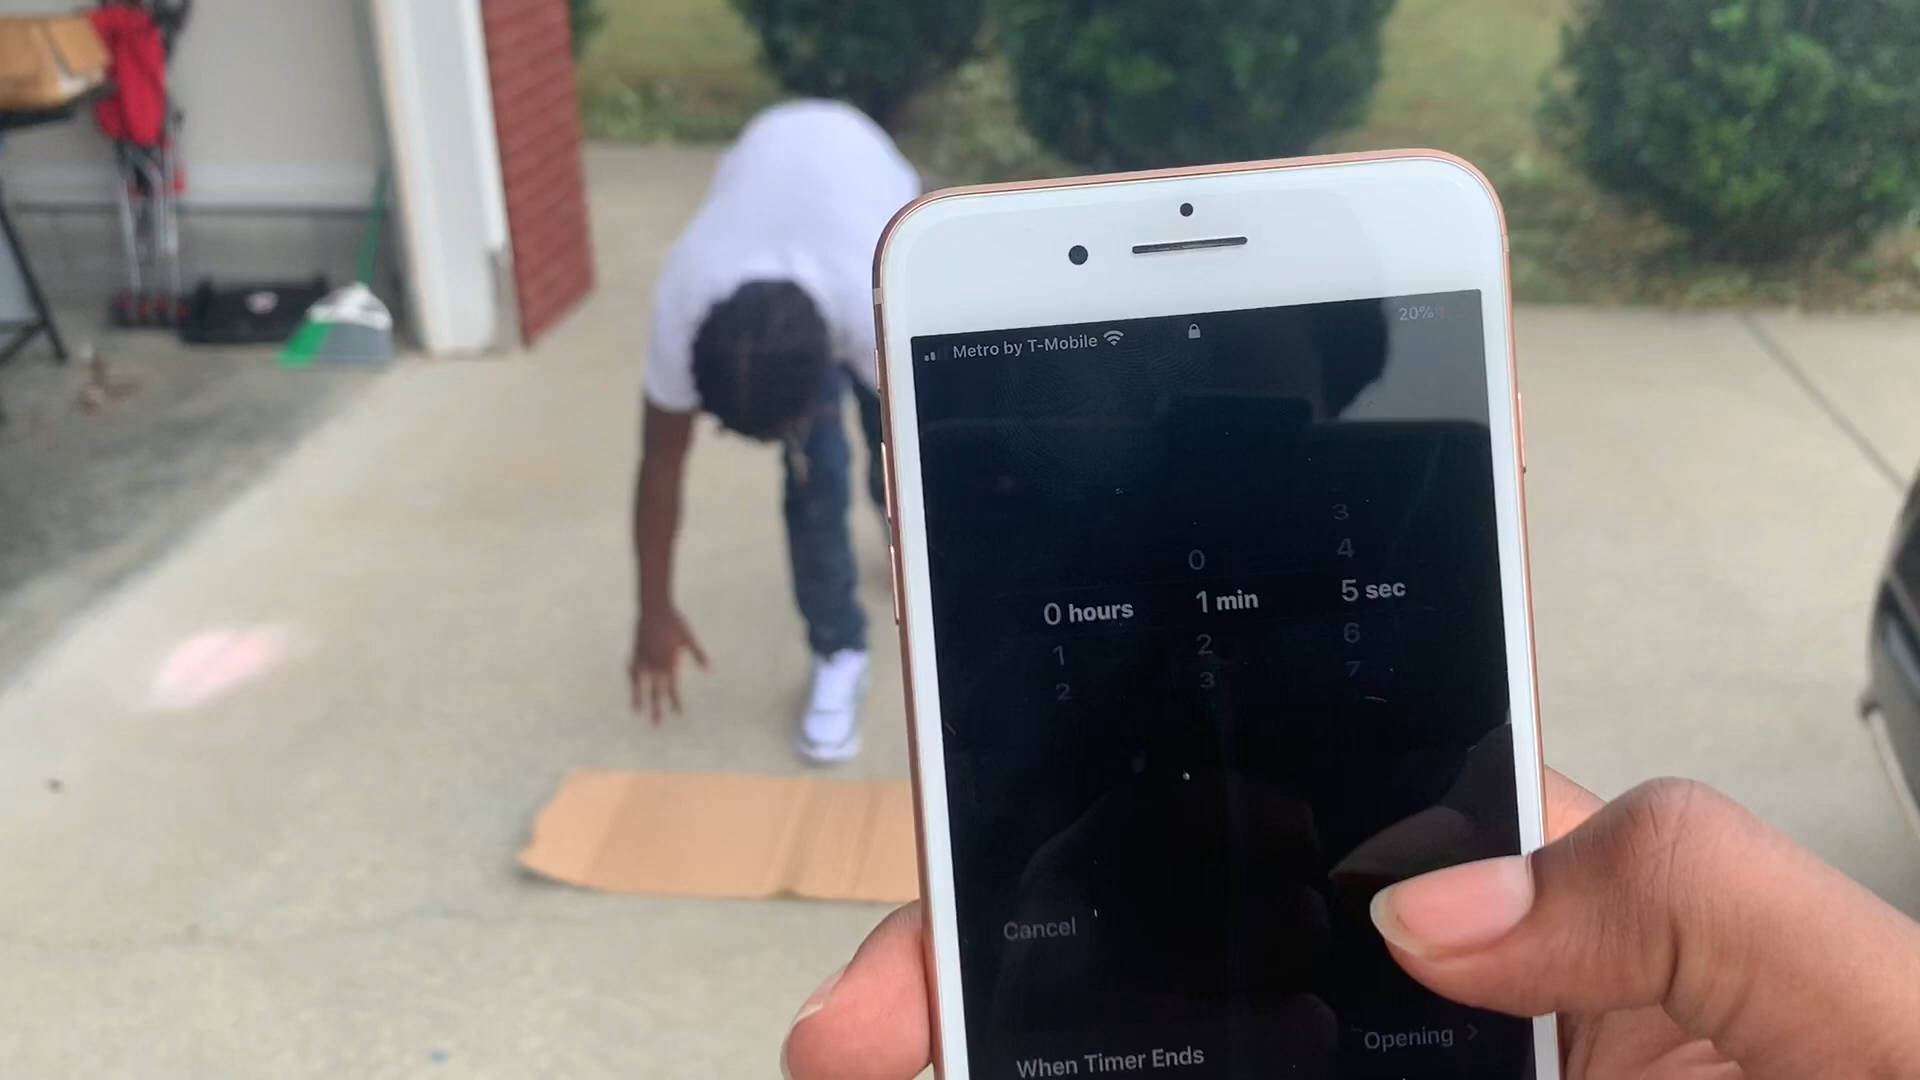 Metro by T-Mobile
20%
3
0 4
0 hours 1 min 5 sec
1 2 6
2 3 7
Cancel
Opening
When Timer Ends